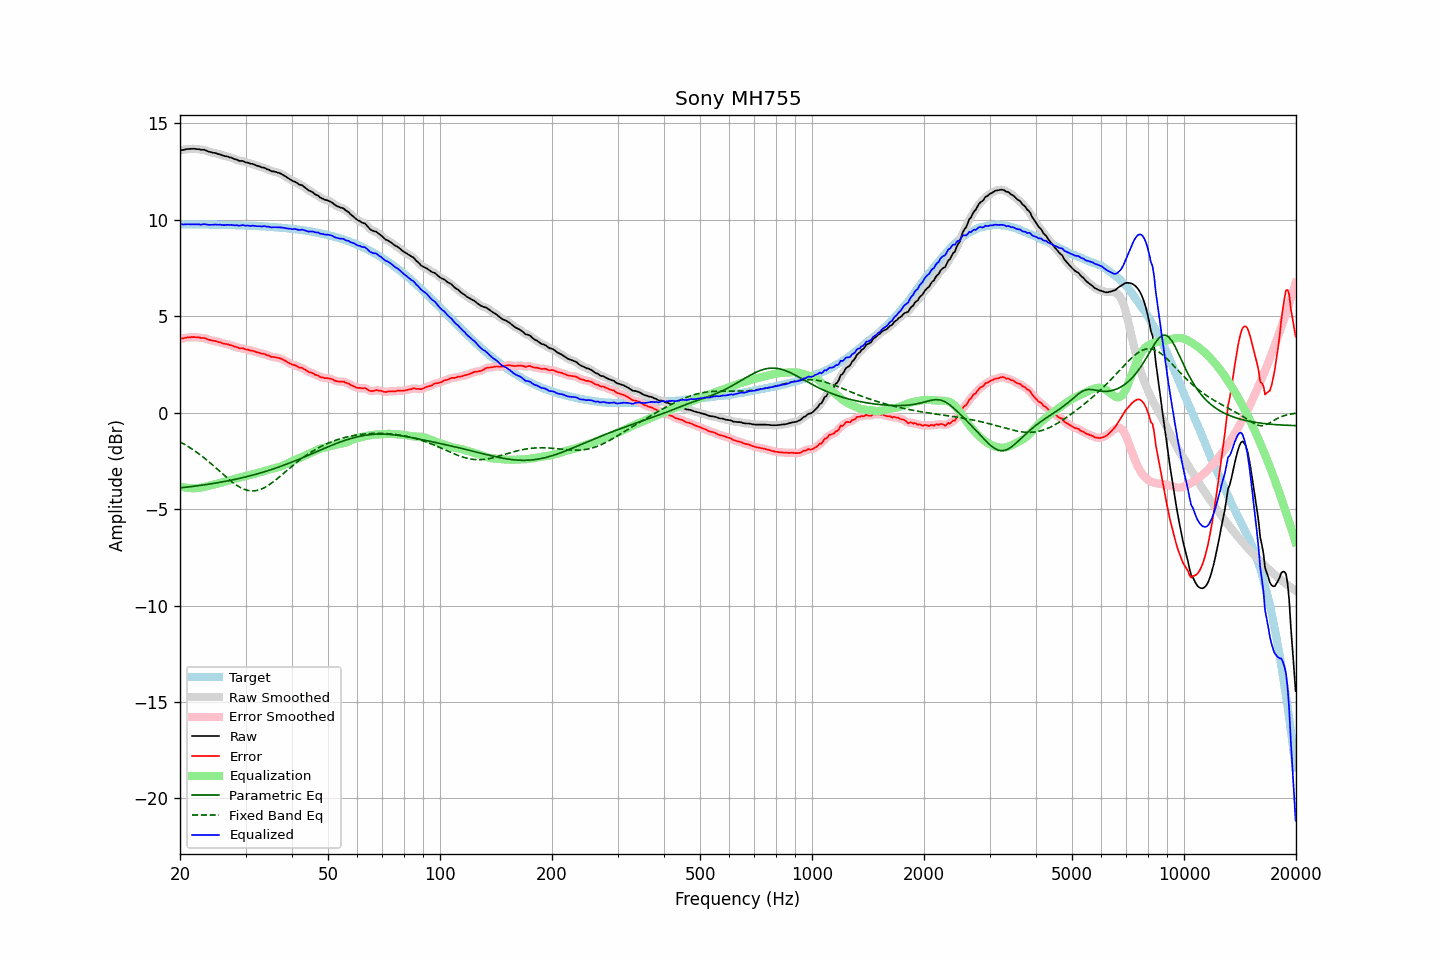 Sony MH755
Amplitude (dBr)
15
10
5
0
−5
−10
−15
−20
Target
Raw Smoothed
Error Smoothed
Raw
Error
Equalization
Parametric Eq
Fixed Band Eq
Equalized
20 50 100 200 500 1000 2000 5000 10000 20000
Frequency (Hz)